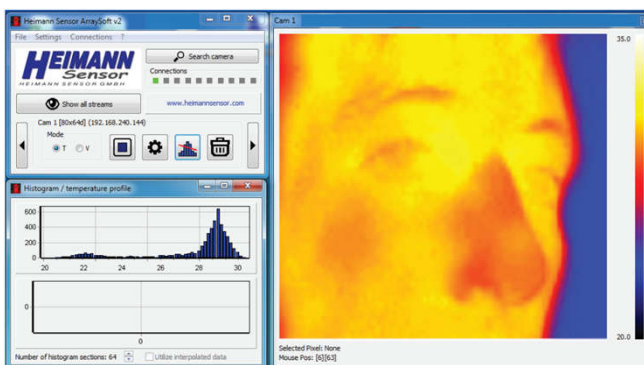 Heimann Sensor ArraySoft v2
File Settings Connections ?
HEIMANN
Sensor
HEIMANN SENSOR GMBH
Search camera
Connections
Show all streams
www.heimannsensor.com
Cam 1 [80x64d] (192.168.240.144)
Mode
T V
Histogram / temperature profile
600
400
200
0
20 22 24 26 28 30
0
0
Number of histogram sections: 64
Utilize interpolated data
Cam 1
35.0
20.0
Selected Pixel: None
Mouse Pos: [6][63]